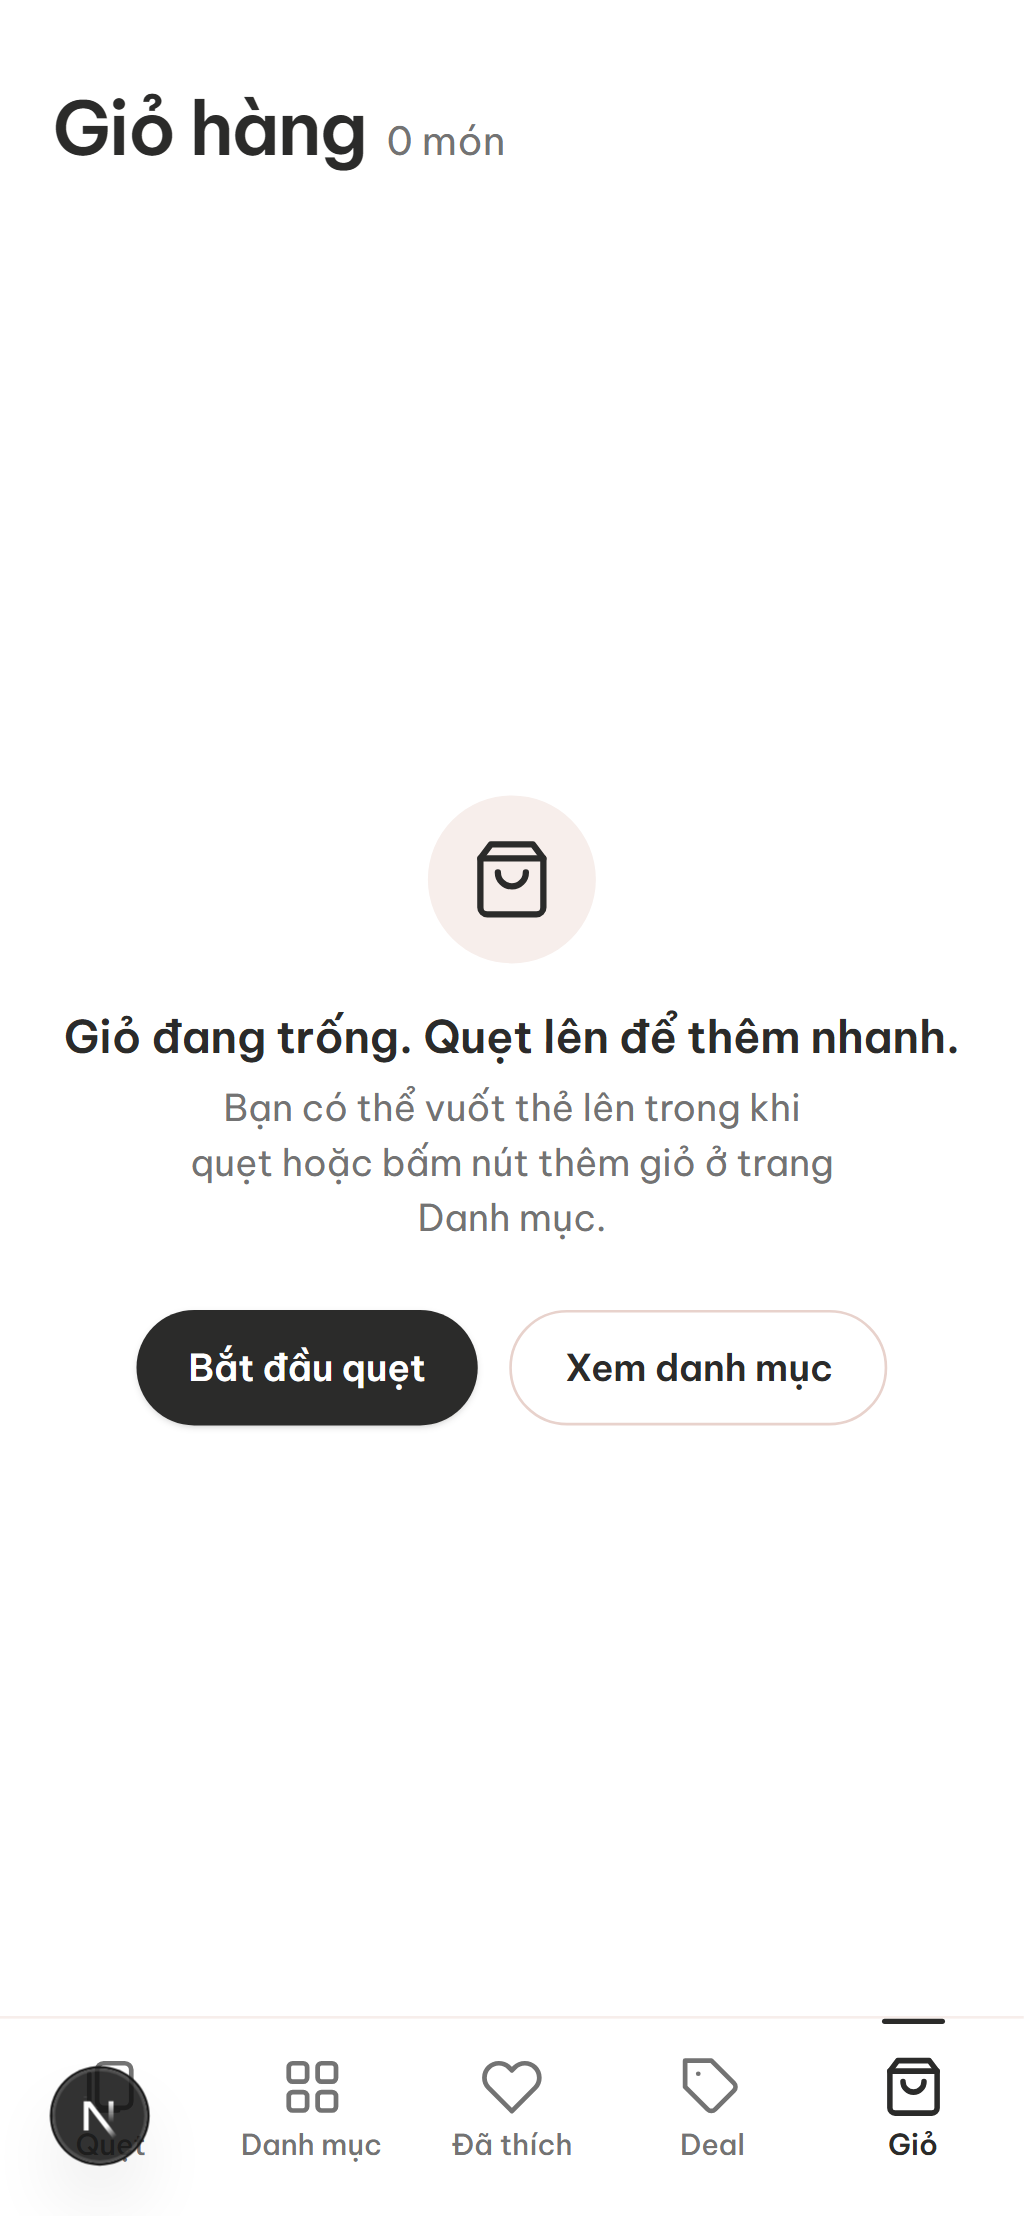 Giỏ hàng 0 món
Giỏ đang trống. Quẹt lên để thêm nhanh.
Bạn có thể vuốt thẻ lên trong khi
quẹt hoặc bấm nút thêm giỏ ở trang
Danh mục.
Bắt đầu quẹt Xem danh mục
N
Quẹt Danh mục Đã thích Deal Giỏ